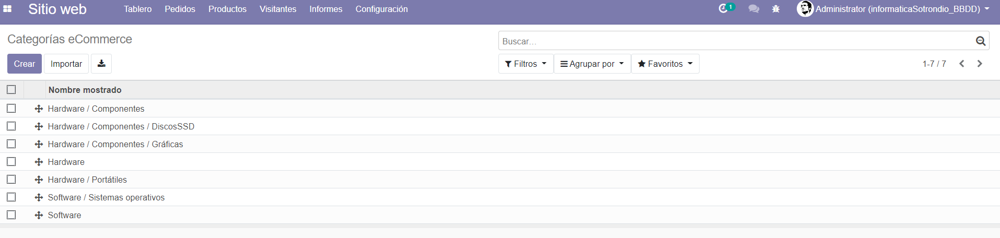 Sitio web Tablero Pedidos Productos Visitantes Informes Configuración 1 Administrator (informaticaSotrondio_BBDD)
Categorías eCommerce Buscar...
Crear Importar Filtros Agrupar por Favoritos 1-7 / 7
Nombre mostrado
Hardware / Componentes
Hardware / Componentes / DiscosSSD
Hardware / Componentes / Gráficas
Hardware
Hardware / Portátiles
Software / Sistemas operativos
Software